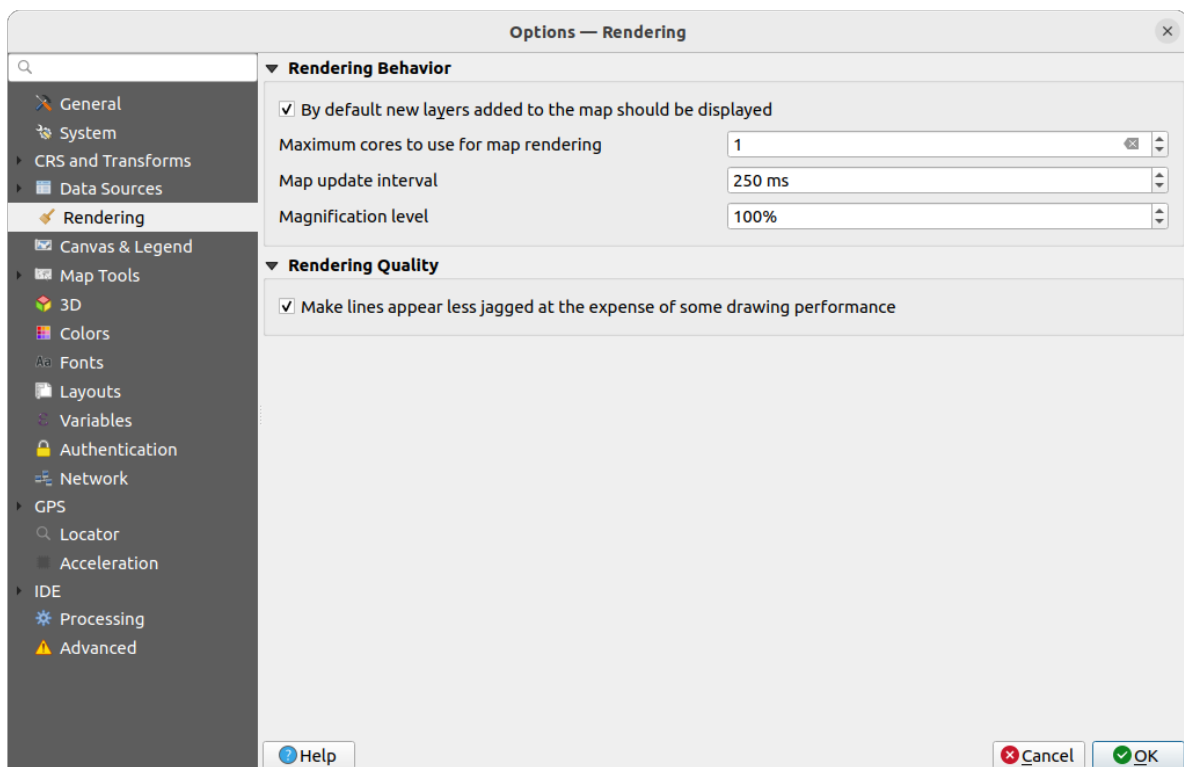 Options — Rendering
Rendering Behavior
General
By default new layers added to the map should be displayed
System
Maximum cores to use for map rendering 1
CRS and Transforms
Data Sources
Map update interval 250 ms
Rendering
Magnification level 100%
Canvas & Legend
Rendering Quality
Map Tools
3D
Make lines appear less jagged at the expense of some drawing performance
Colors
Aa Fonts
Layouts
Variables
Authentication
Network
GPS
Locator
Acceleration
IDE
Processing
Advanced
? Help
Cancel
OK